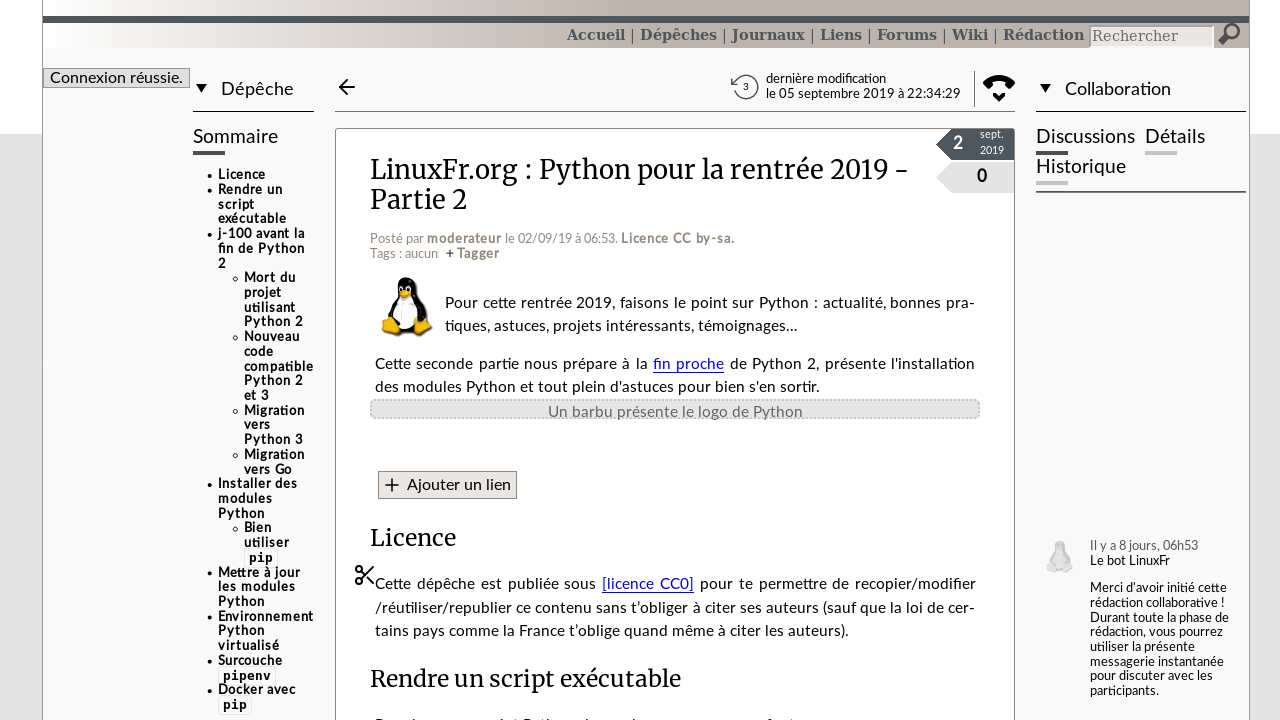 Accueil | Dépêches | Journaux | Liens | Forums | Wiki | Rédaction Rechercher
Connexion réussie.
Dépêche
Sommaire
Licence
Rendre un
script
exécutable
j-100 avant la
fin de Python
2
Mort du
projet
utilisant
Python 2
Nouveau
code
compatible
Python 2
et 3
Migration
vers
Python 3
Migration
vers Go
Installer des
modules
Python
Bien
utiliser
pip
Mettre à jour
les modules
Python
Environnement
Python
virtualisé
Surcouche
pipenv
Docker avec
pip
3
dernière modification
le 05 septembre 2019 à 22:34:29
2 sept.
2019
0
LinuxFr.org : Python pour la rentrée 2019 -
Partie 2
Posté par moderateur le 02/09/19 à 06:53. Licence CC by-sa.
Tags : aucun + Tagger
Pour cette rentrée 2019, faisons le point sur Python : actualité, bonnes pra-
tiques, astuces, projets intéressants, témoignages…
Cette seconde partie nous prépare à la fin proche de Python 2, présente l'installation
des modules Python et tout plein d'astuces pour bien s'en sortir.
Un barbu présente le logo de Python
Ajouter un lien
Licence
Cette dépêche est publiée sous [licence CC0] pour te permettre de recopier/modifier
/réutiliser/republier ce contenu sans t’obliger à citer ses auteurs (sauf que la loi de cer-
tains pays comme la France t’oblige quand même à citer les auteurs).
Rendre un script exécutable
Collaboration
Discussions Détails
Historique
Il y a 8 jours, 06h53
Le bot LinuxFr
Merci d'avoir initié cette
rédaction collaborative !
Durant toute la phase de
rédaction, vous pourrez
utiliser la présente
messagerie instantanée
pour discuter avec les
participants.